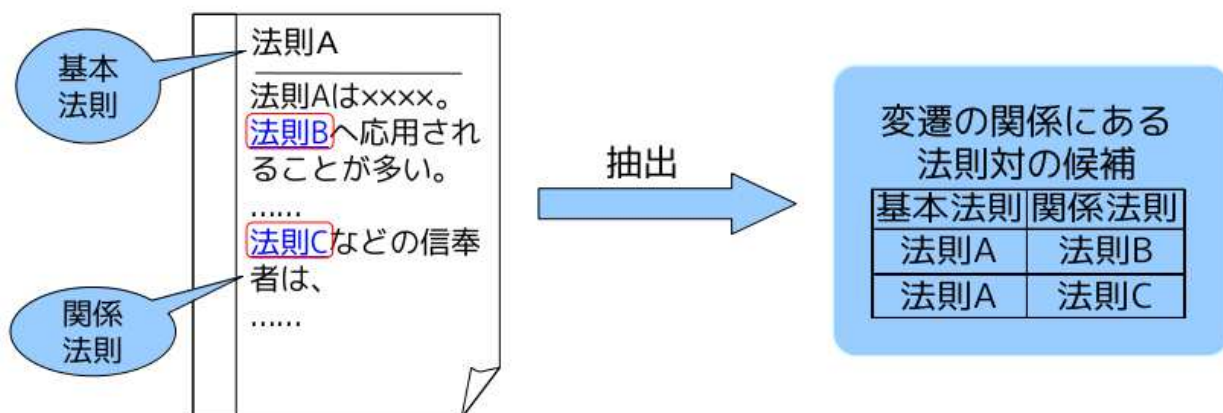 基本
法則
法則A
法則Aは××××。
法則Bへ応用され
ることが多い。
……
法則Cなどの信奉
者は、
……
関係
法則
抽出
変遷の関係にある
法則対の候補
基本法則 関係法則
法則A 法則B
法則A 法則C